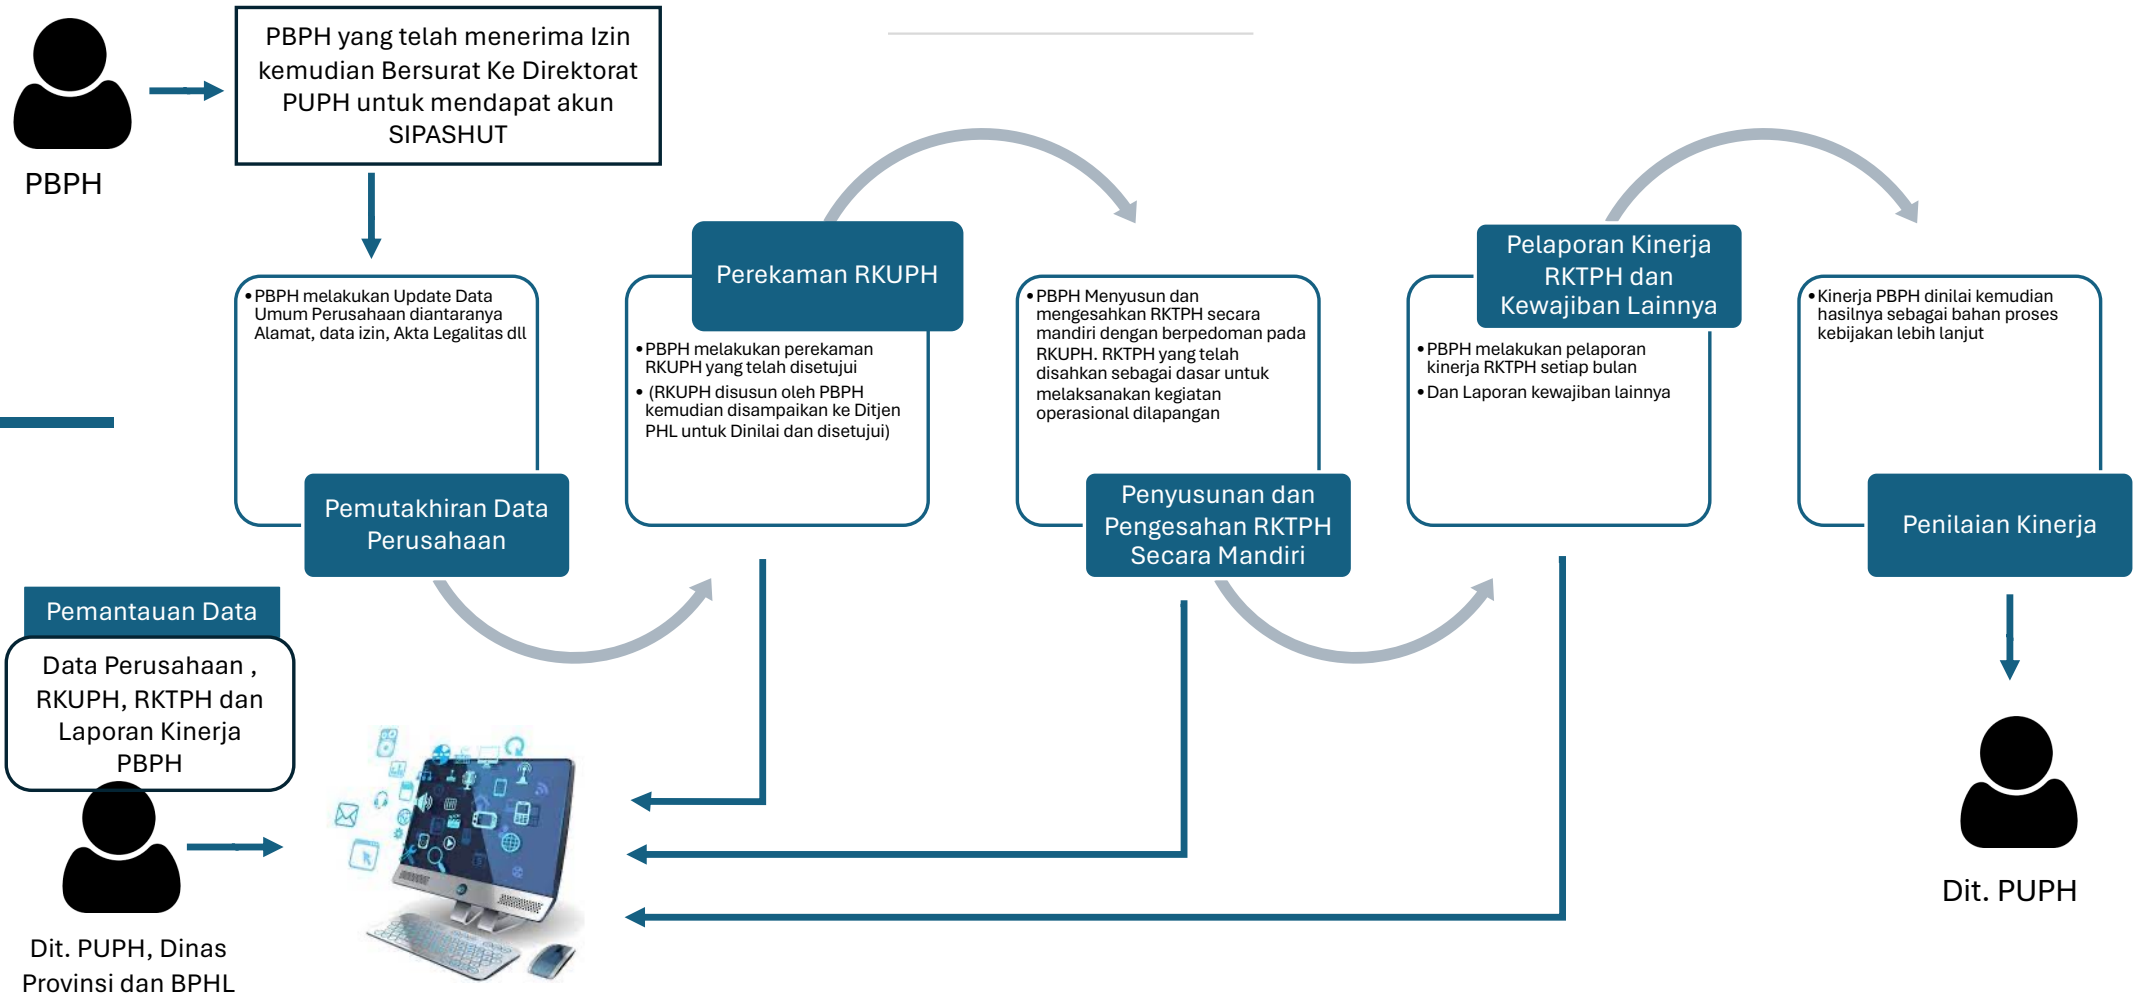 PBPH
PBPH yang telah menerima Izin
kemudian Bersurat Ke Direktorat
PUPH untuk mendapat akun
SIPASHUT
•PBPH melakukan Update Data
Umum Perusahaan diantaranya
Alamat, data izin, Akta Legalitas dll
Pemutakhiran Data
Perusahaan
Perekaman RKUPH
•PBPH melakukan perekaman
RKUPH yang telah disetujui
• (RKUPH disusun oleh PBPH
kemudian disampaikan ke Ditjen
PHL untuk Dinilai dan disetujui)
•PBPH Menyusun dan
mengesahkan RKTPH secara
mandiri dengan berpedoman pada
RKUPH. RKTPH yang telah
disahkan sebagai dasar untuk
melaksanakan kegiatan
operasional dilapangan
Penyusunan dan
Pengesahan RKTPH
Secara Mandiri
Pelaporan Kinerja
RKTPH dan
Kewajiban Lainnya
•PBPH melakukan pelaporan
kinerja RKTPH setiap bulan
•Dan Laporan kewajiban lainnya
•Kinerja PBPH dinilai kemudian
hasilnya sebagai bahan proses
kebijakan lebih lanjut
Penilaian Kinerja
Dit. PUPH
Pemantauan Data
Data Perusahaan ,
RKUPH, RKTPH dan
Laporan Kinerja
PBPH
Dit. PUPH, Dinas
Provinsi dan BPHL